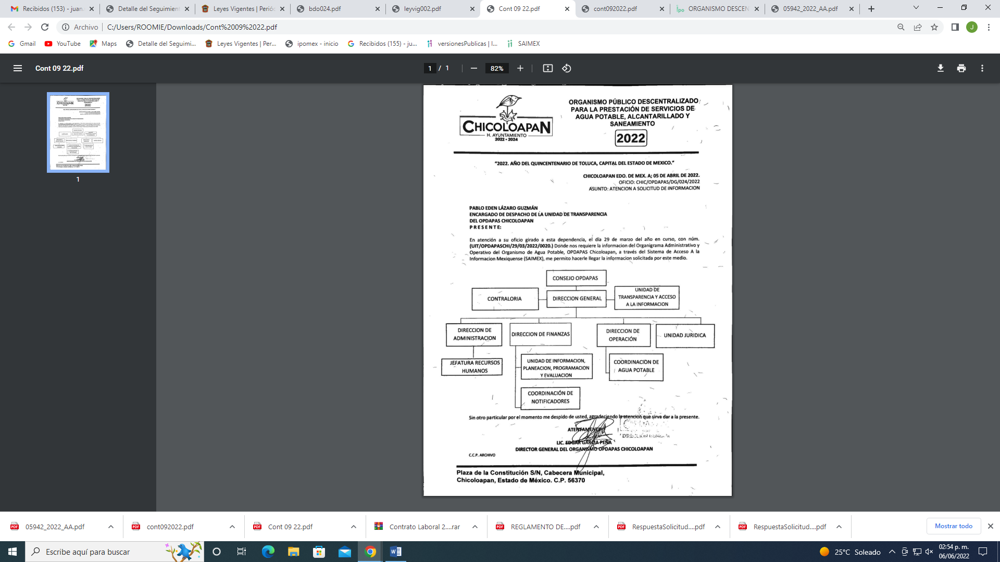 Recibidos (153) - juan.
Detalle del Seguimient
Leyes Vigentes | Periód
bdo024.pdf
leyvig002.pdf
Cont 09 22.pdf
cont092022.pdf
ORGANISMO DESCEN
05942_2022_AA.pdf
Archivo
C:/Users/ROOMIE/Downloads/Cont%2009%2022.pdf
J
Gmail
YouTube
Maps
Detalle del Seguimi...
Leyes Vigentes | Per...
ipomex - inicio
Recibidos (155) - ju...
versionesPublicas | I...
SAIMEX
Cont 09 22.pdf
1 / 1
82%
1
CHICOLOAPAN
H. AYUNTAMIENTO
2022 - 2024
ORGANISMO PÚBLICO DESCENTRALIZADO
PARA LA PRESTACIÓN DE SERVICIOS DE
AGUA POTABLE, ALCANTARILLADO Y
SANEAMIENTO
2022
"2022. AÑO DEL QUINCENTENARIO DE TOLUCA, CAPITAL DEL ESTADO DE MEXICO."
CHICOLOAPAN EDO. DE MEX. A; 05 DE ABRIL DE 2022.
OFICIO: CHIC/OPDAPAS/DG/024/2022
ASUNTO: ATENCION A SOLICITUD DE INFORMACION
PABLO EDEN LÁZARO GUZMÁN
ENCARGADO DE DESPACHO DE LA UNIDAD DE TRANSPARENCIA
DEL OPDAPAS CHICOLOAPAN
P R E S E N T E:
En atención a su oficio girado a esta dependencia, el día 29 de marzo del año en curso, con núm.
(UIT/OPDAPASCHI/29/03/2022/0020.) Donde nos requiere la informacion del Organigrama Administrativo y
Operativo del Organismo de Agua Potable, OPDAPAS Chicoloapan, a través del Sistema de Acceso A la
Informacion Mexiquense (SAIMEX), me permito hacerle llegar la informacion solicitada por este medio.
CONSEJO OPDAPAS
CONTRALORIA
DIRECCION GENERAL
UNIDAD DE
TRANSPARENCIA Y ACCESO
A LA INFORMACION
DIRECCION DE
ADMINISTRACION
DIRECCION DE FINANZAS
DIRECCION DE
OPERACIÓN
UNIDAD JURIDICA
JEFATURA RECURSOS
HUMANOS
UNIDAD DE INFORMACION,
PLANEACION, PROGRAMACION
Y EVALUACION
COORDINACION DE
AGUA POTABLE
COORDINACIÓN DE
NOTIFICADORES
Sin otro particular por el momento me despido de usted, agradeciendo la atención que sirva dar a la presente.
ATENTAMENTE
DIRECCIÓN GENERAL
LIC. EDGAR GARCIA PEÑA
DIRECTOR GENERAL DEL ORGANISMO OPDAPAS CHICOLOAPAN
C.C.P. ARCHIVO
Plaza de la Constitución S/N, Cabecera Municipal,
Chicoloapan, Estado de México. C.P. 56370
05942_2022_AA.pdf
cont092022.pdf
Cont 09 22.pdf
Contrato Laboral 2....rar
REGLAMENTO DE....pdf
RespuestaSolicitud....pdf
RespuestaSolicitud....pdf
Mostrar todo
Escribe aquí para buscar
25°C Soleado
02:54 p. m.
06/06/2022